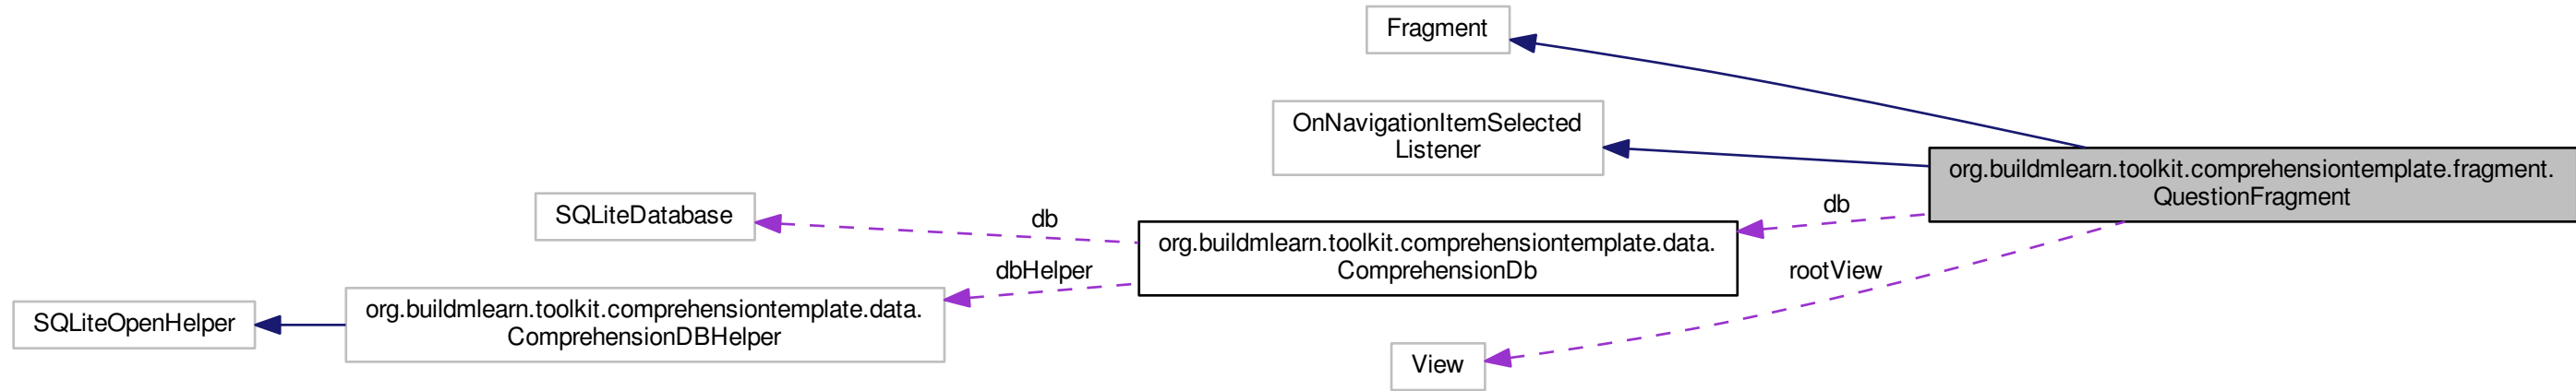 Fragment
OnNavigationItemSelected
Listener
org.buildmlearn.toolkit.comprehensiontemplate.fragment.
QuestionFragment
SQLiteDatabase
db
db
org.buildmlearn.toolkit.comprehensiontemplate.data.
ComprehensionDb
dbHelper
rootView
SQLiteOpenHelper
org.buildmlearn.toolkit.comprehensiontemplate.data.
ComprehensionDBHelper
View